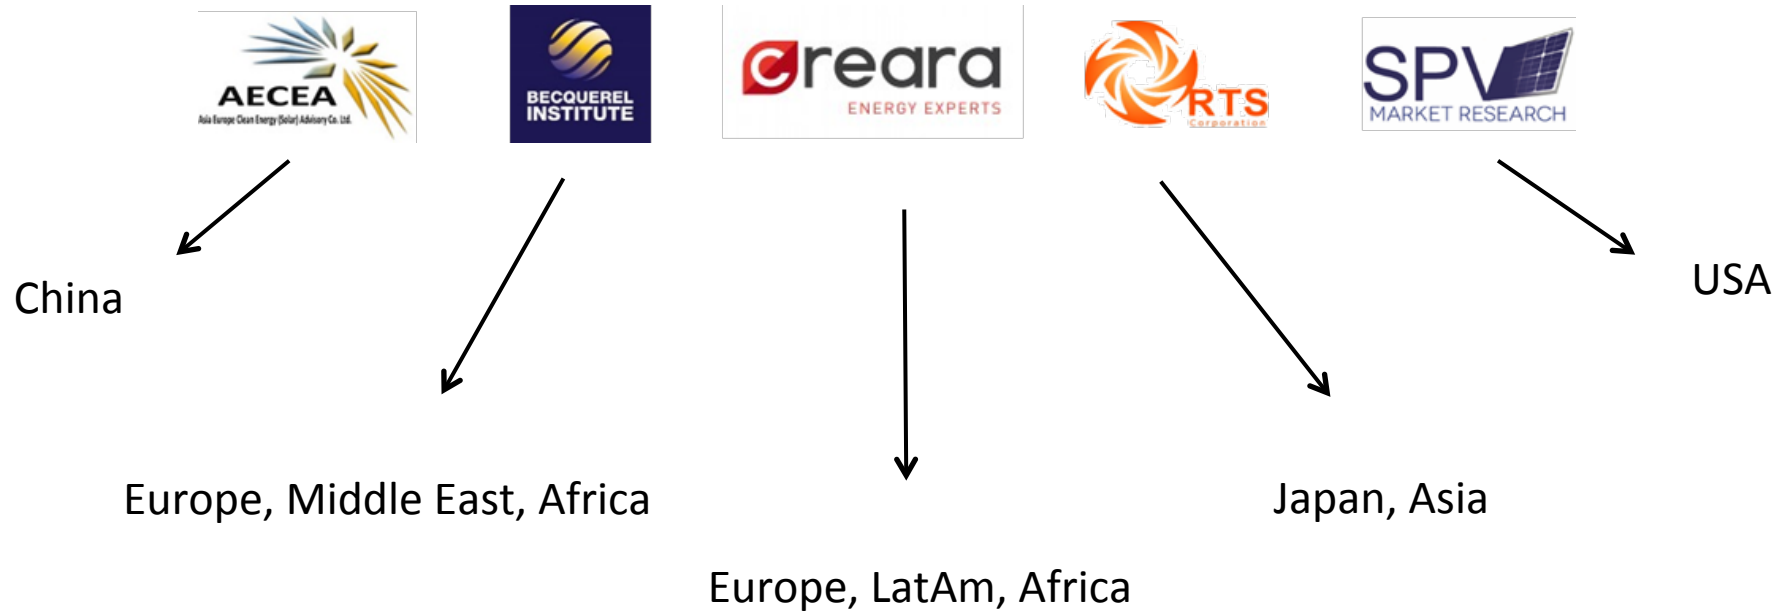 AECEA
Asia Europe Clean Energy (Solar) Advisory Co. Ltd.
BECQUEREL
INSTITUTE
creara
ENERGY EXPERTS
RTS
Corporation
SPV
MARKET RESEARCH
China
USA
Europe, Middle East, Africa
Japan, Asia
Europe, LatAm, Africa